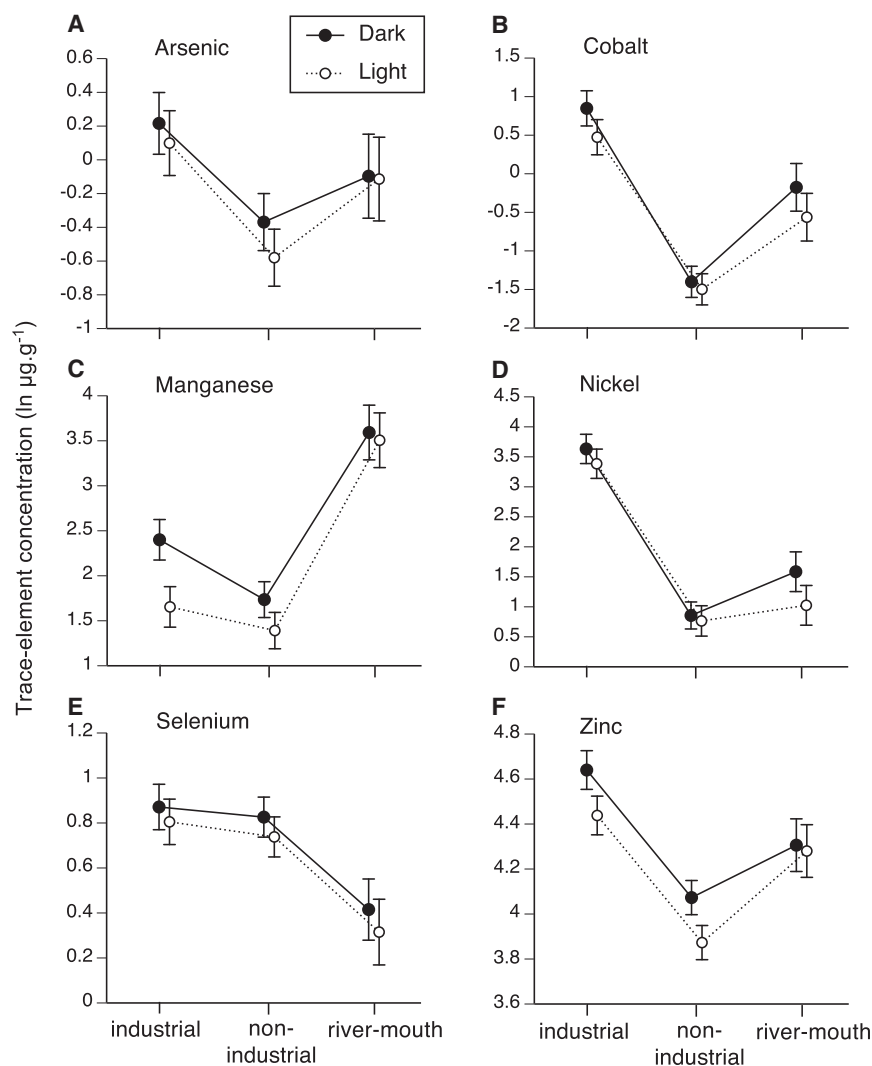 A
Arsenic
Dark
Light
0.6
0.4
0.2
0
-0.2
-0.4
-0.6
-0.8
-1
B
Cobalt
1.5
1
0.5
0
-0.5
-1
-1.5
-2
C
Manganese
4
3.5
3
2.5
2
1.5
1
D
Nickel
4.5
4
3.5
3
2.5
2
1.5
1
0.5
0
Trace-element concentration (ln µg.g-1)
E
Selenium
1.2
1
0.8
0.6
0.4
0.2
0
industrial
non-
industrial
river-mouth
F
Zinc
4.8
4.6
4.4
4.2
4
3.8
3.6
industrial
non-
industrial
river-mouth